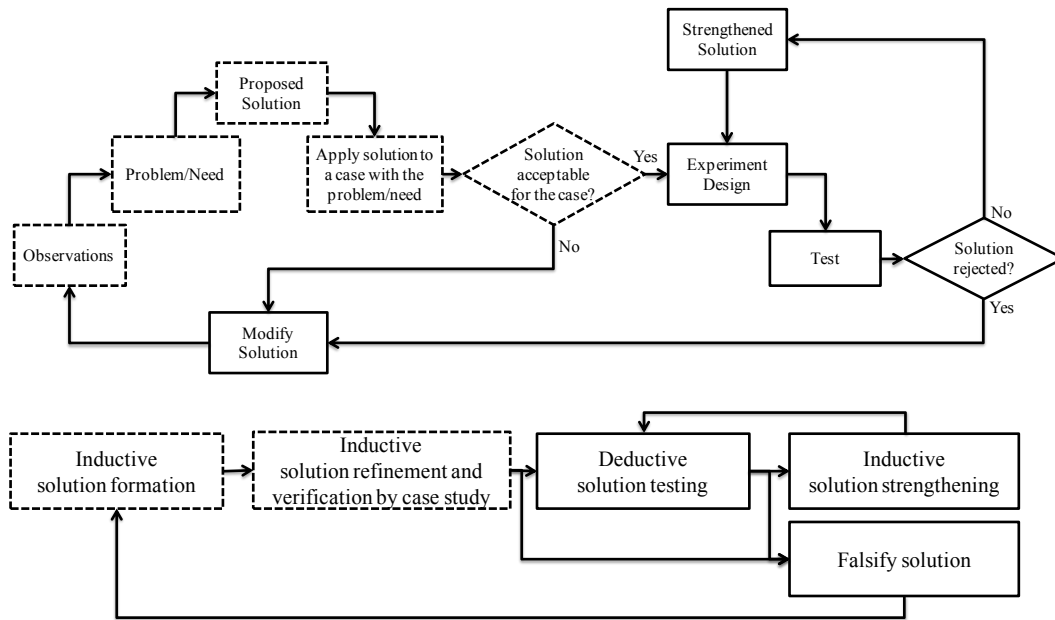 Strengthened
Solution
Proposed
Solution
Problem/Need
Apply solution to
a case with the
problem/need
Solution
acceptable
for the case?
Yes
Experiment
Design
No
Observations
No
Test
Solution
rejected?
Yes
Modify
Solution
Inductive
solution formation
Inductive
solution refinement and
verification by case study
Deductive
solution testing
Inductive
solution strengthening
Falsify solution